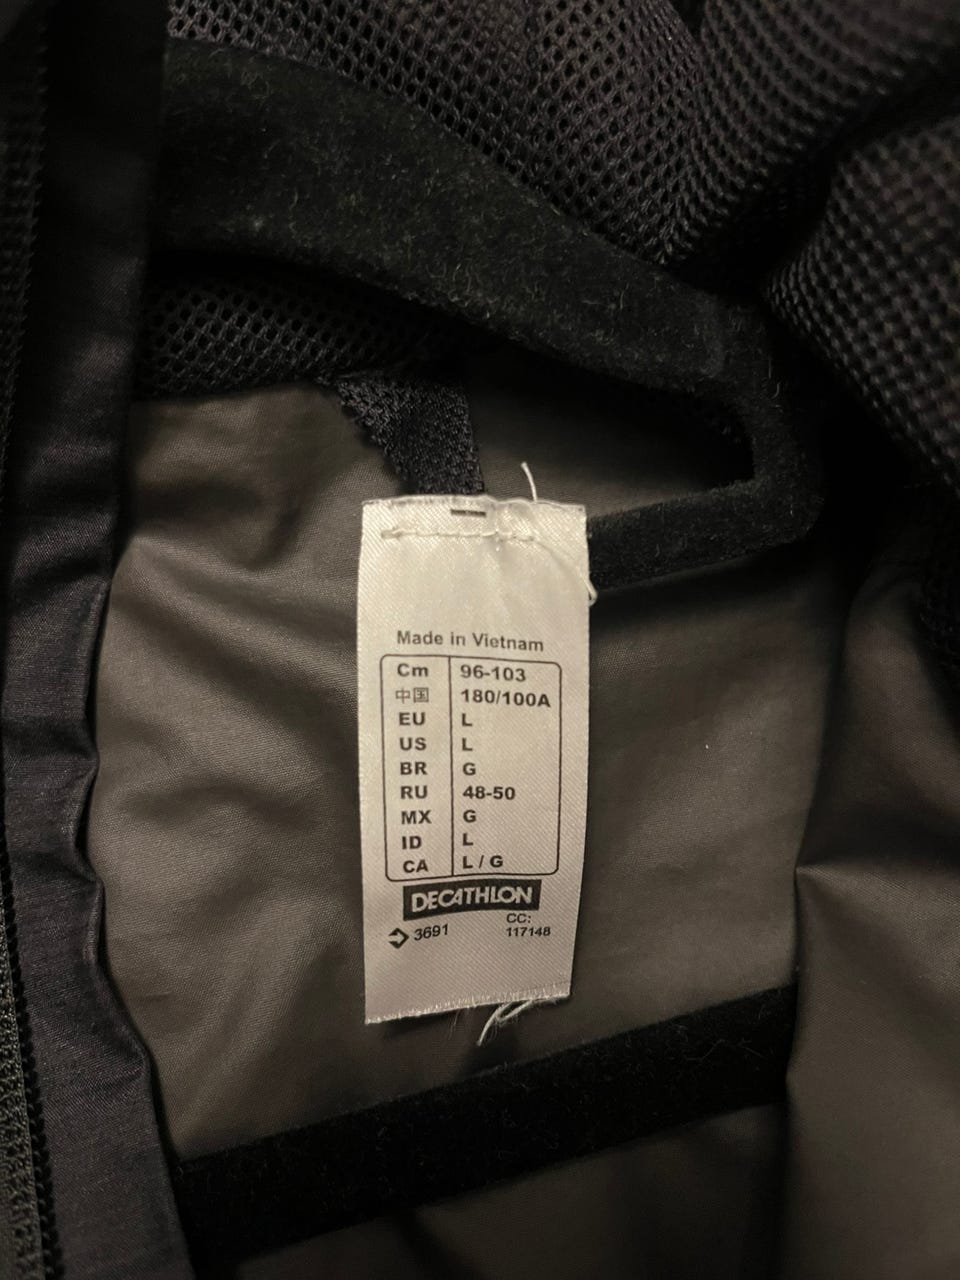 Made in Vietnam
Cm 96-103
中国 180/100A
EU L
US L
BR G
RU 48-50
MX G
ID L
CA L / G
DECATHLON
3691 CC: 117148